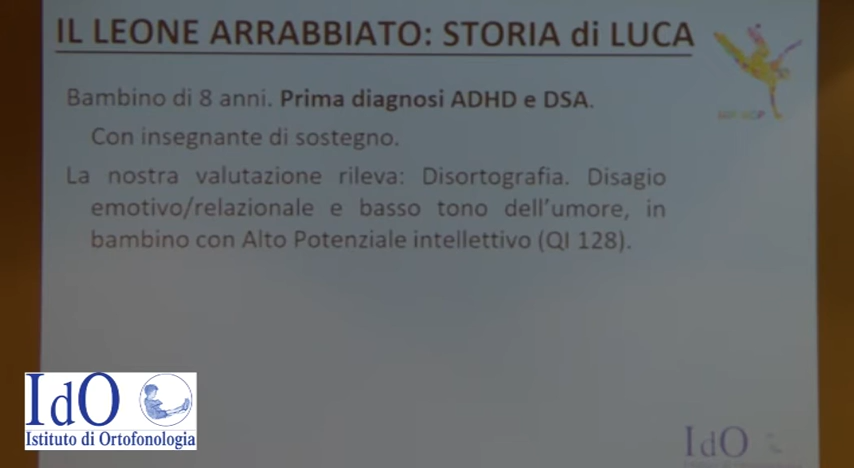 IL LEONE ARRABBIATO: STORIA di LUCA
Bambino di 8 anni. Prima diagnosi ADHD e DSA.
Con insegnante di sostegno.
La nostra valutazione rileva: Disortografia. Disagio
emotivo/relazionale e basso tono dell'umore, in
bambino con Alto Potenziale intellettivo (QI 128).
IdO
Istituto di Ortofonologia
IdO